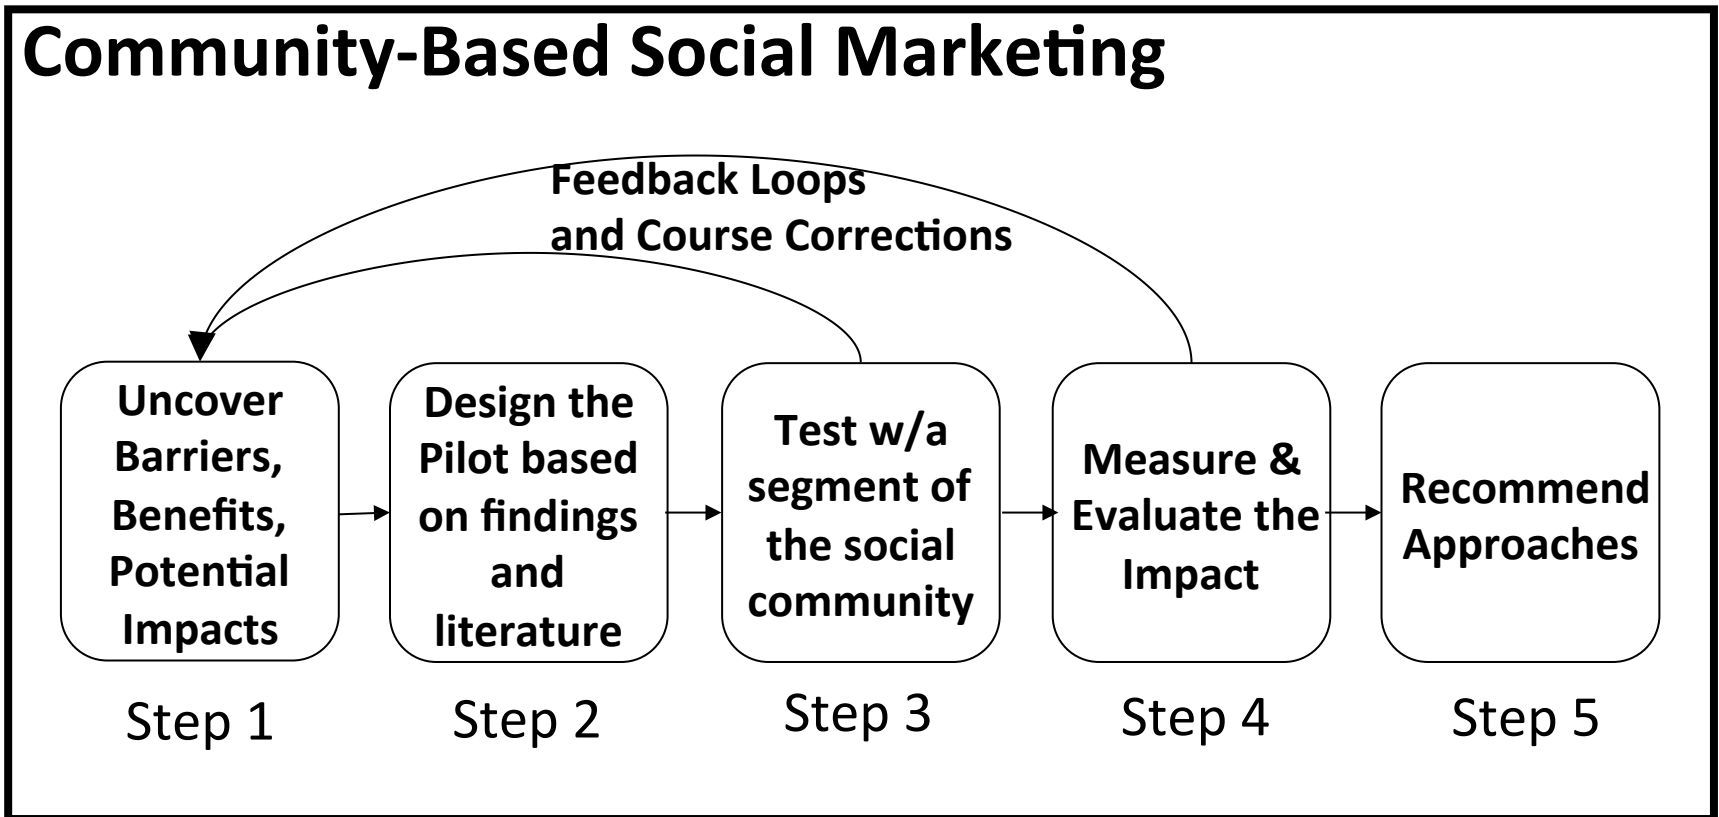 Community-Based Social Marketing
Feedback Loops
and Course Corrections
Uncover
Barriers,
Benefits,
Potential
Impacts
Design the
Pilot based
on findings
and
literature
Test w/a
segment of
the social
community
Measure &
Evaluate the
Impact
Recommend
Approaches
Step 1
Step 2
Step 3
Step 4
Step 5